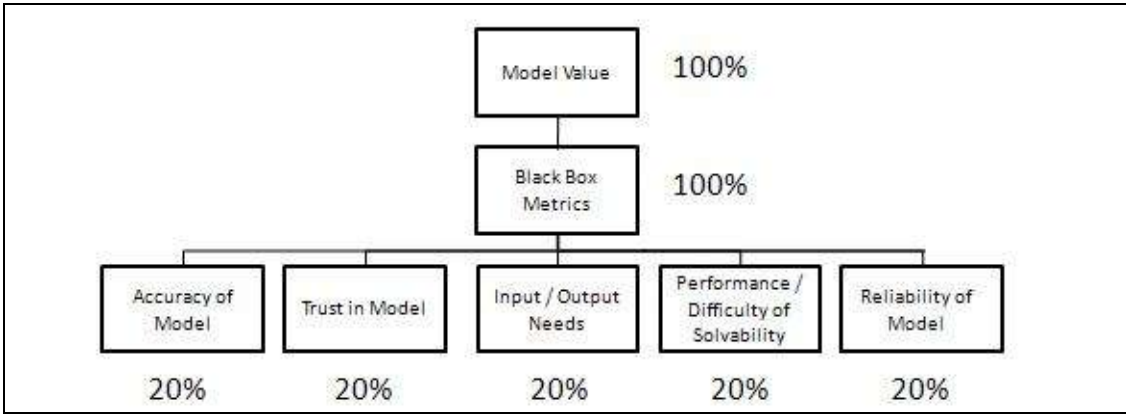 Model Value
100%
Black Box
Metrics
100%
Accuracy of
Model
Trust in Model
Input / Output
Needs
Performance /
Difficulty of
Solvability
Reliability of
Model
20%
20%
20%
20%
20%